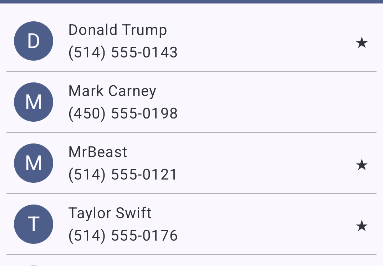 D
Donald Trump
(514) 555-0143
★
M
Mark Carney
(450) 555-0198
M
MrBeast
(514) 555-0121
★
T
Taylor Swift
(514) 555-0176
★